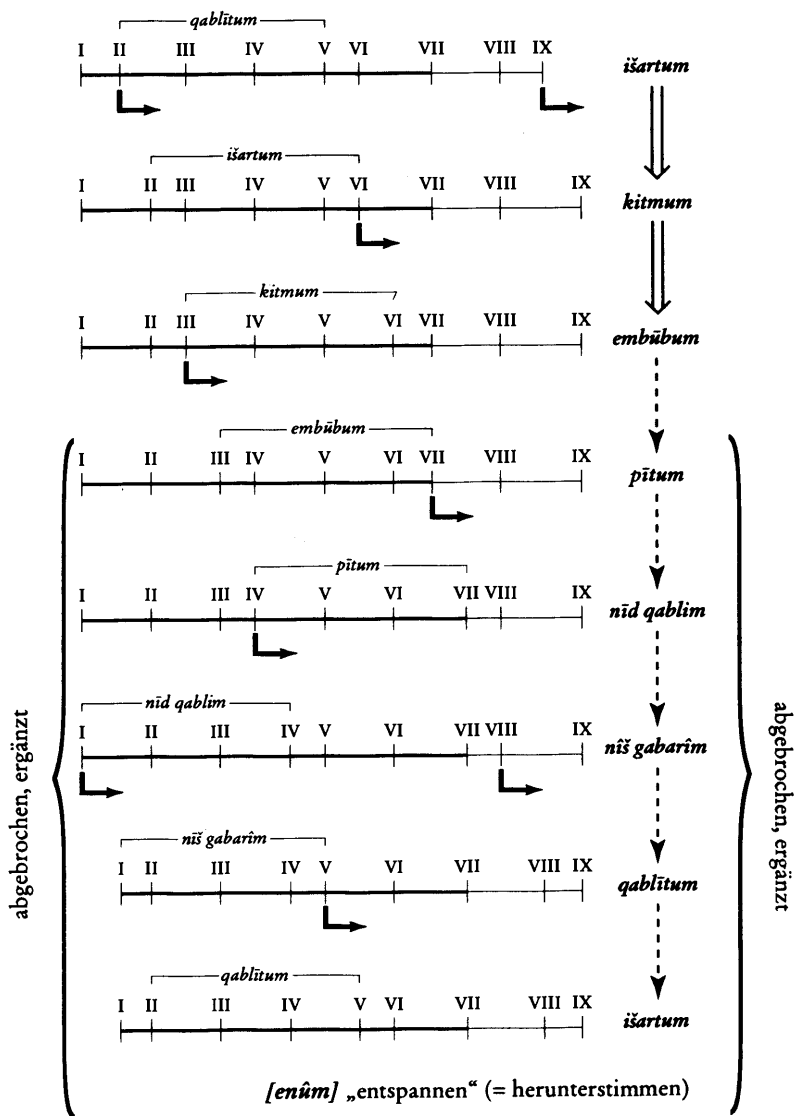 qablītum
I II III IV V VI VII VIII IX
išartum
išartum
I II III IV V VI VII VIII IX
kitmum
kitmum
I II III IV V VI VII VIII IX
embūbum
embūbum
I II III IV V VI VII VIII IX
pītum
pītum
I II III IV V VI VII VIII IX
nīd qablim
nīd qablim
I II III IV V VI VII VIII IX
nîš gabarîm
nīš gabarîm
I II III IV V VI VII VIII IX
qablītum
qablītum
I II III IV V VI VII VIII IX
išartum
[enûm] „entspannen“ (= herunterstimmen)
abgebrochen, ergänzt
abgebrochen, ergänzt